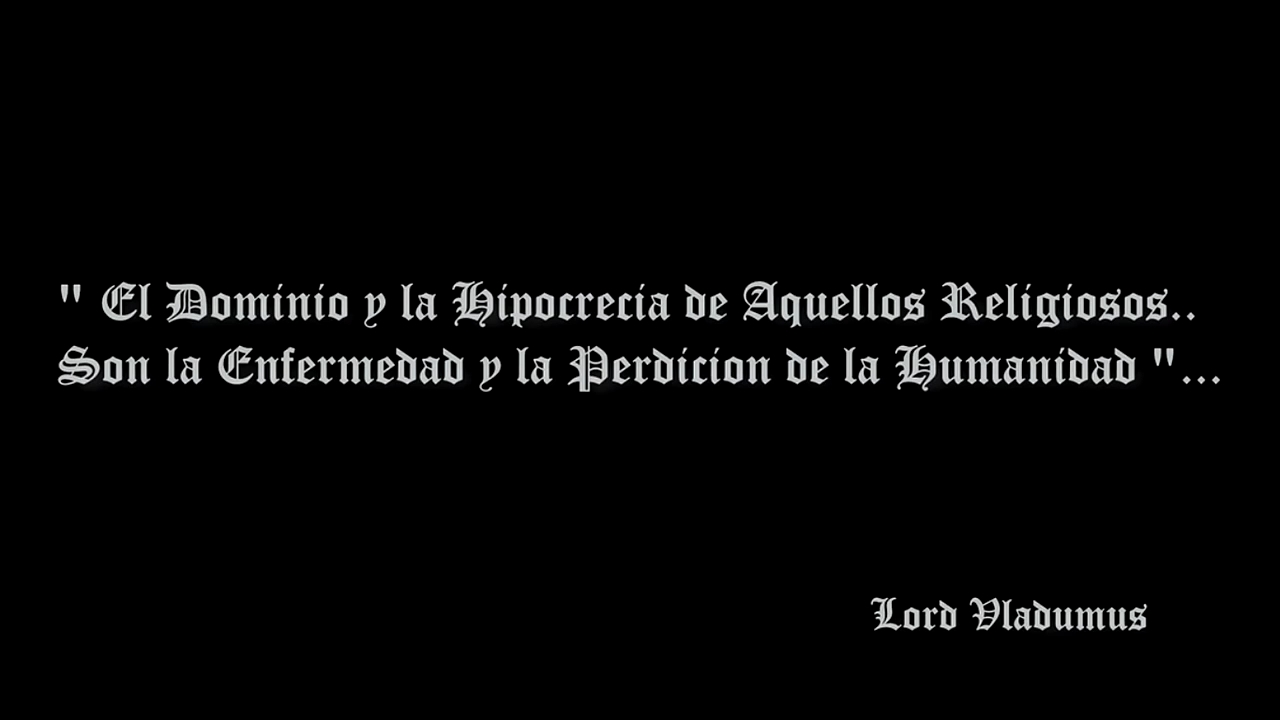 " El Dominio y la Hipocrecia de Aquellos Religiosos..
Son la Enfermedad y la Perdicion de la Humanidad "...
Lord Vladumus